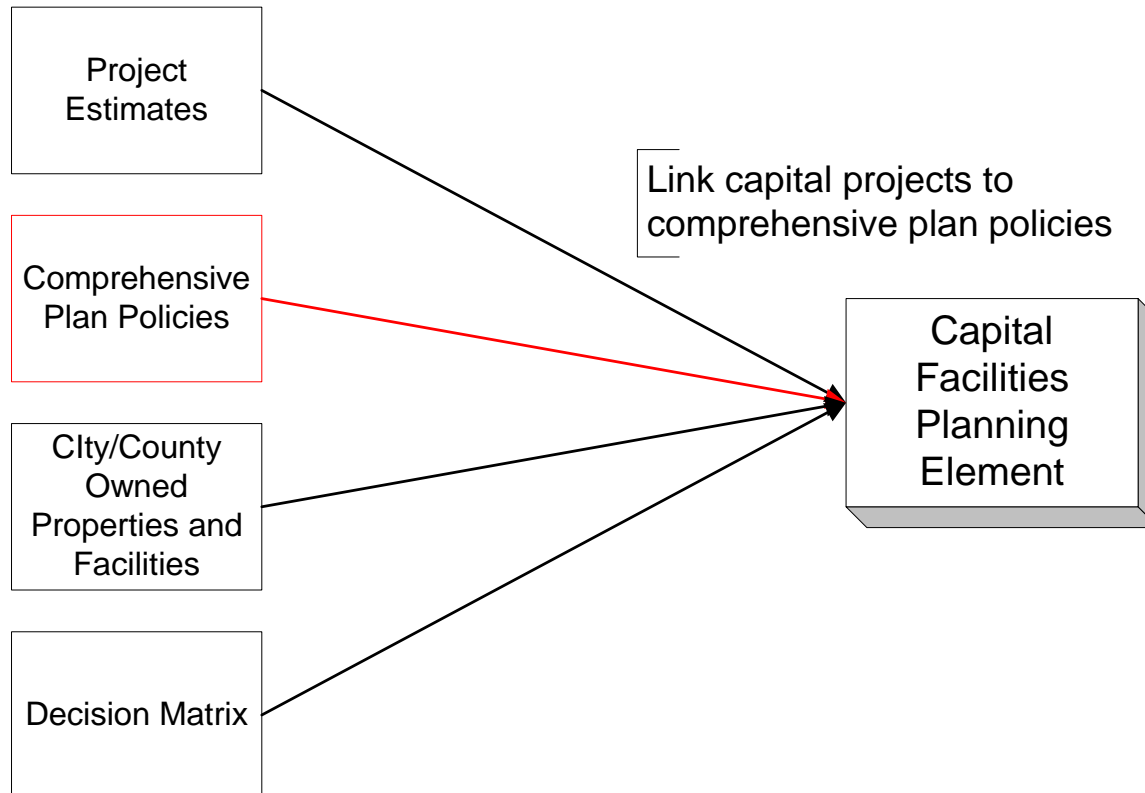 Project
Estimates
Link capital projects to
comprehensive plan policies
Comprehensive
Plan Policies
CIty/County
Owned
Properties and
Facilities
Decision Matrix
Capital
Facilities
Planning
Element